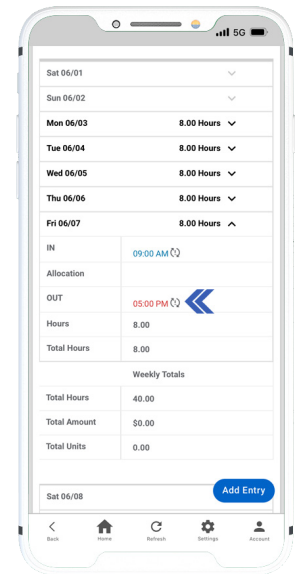 5G
Sat 06/01
Sun 06/02
Mon 06/03 8.00 Hours
Tue 06/04 8.00 Hours
Wed 06/05 8.00 Hours
Thu 06/06 8.00 Hours
Fri 06/07 8.00 Hours
IN 09:00 AM
Allocation
OUT 05:00 PM
Hours 8.00
Total Hours 8.00
Weekly Totals
Total Hours 40.00
Total Amount $0.00
Total Units 0.00
Sat 06/08
Add Entry
Back Home Refresh Settings Account